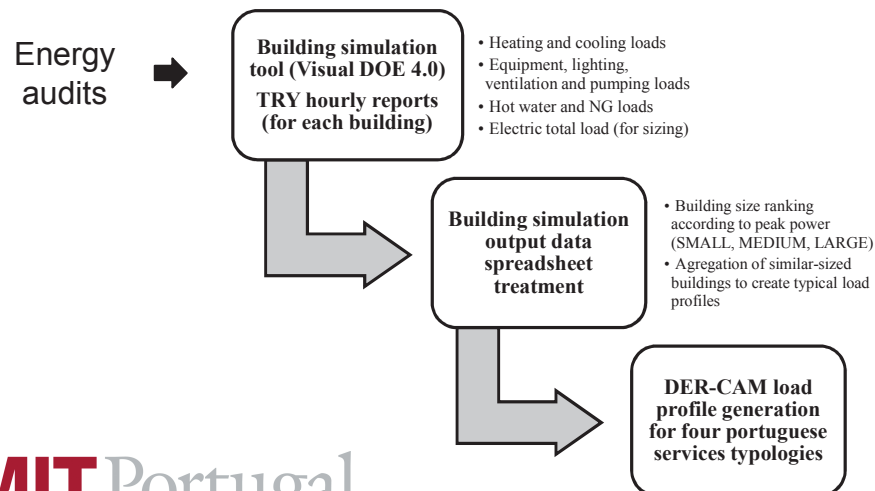 Energy
audits
Building simulation
tool (Visual DOE 4.0)
TRY hourly reports
(for each building)
• Heating and cooling loads
• Equipment, lighting,
ventilation and pumping loads
• Hot water and NG loads
• Electric total load (for sizing)
Building simulation
output data
spreadsheet
treatment
• Building size ranking
according to peak power
(SMALL, MEDIUM, LARGE)
• Agregation of similar-sized
buildings to create typical load
profiles
DER-CAM load
profile generation
for four portuguese
services typologies
MIT Portugal